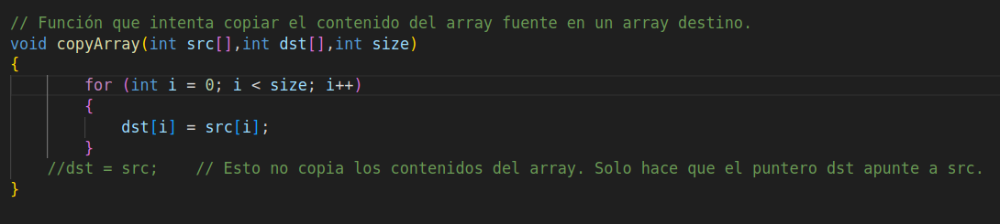 // Función que intenta copiar el contenido del array fuente en un array destino.
void copyArray(int src[],int dst[],int size)
{
for (int i = 0; i < size; i++)
{
dst[i] = src[i];
}
//dst = src;    // Esto no copia los contenidos del array. Solo hace que el puntero dst apunte a src.
}